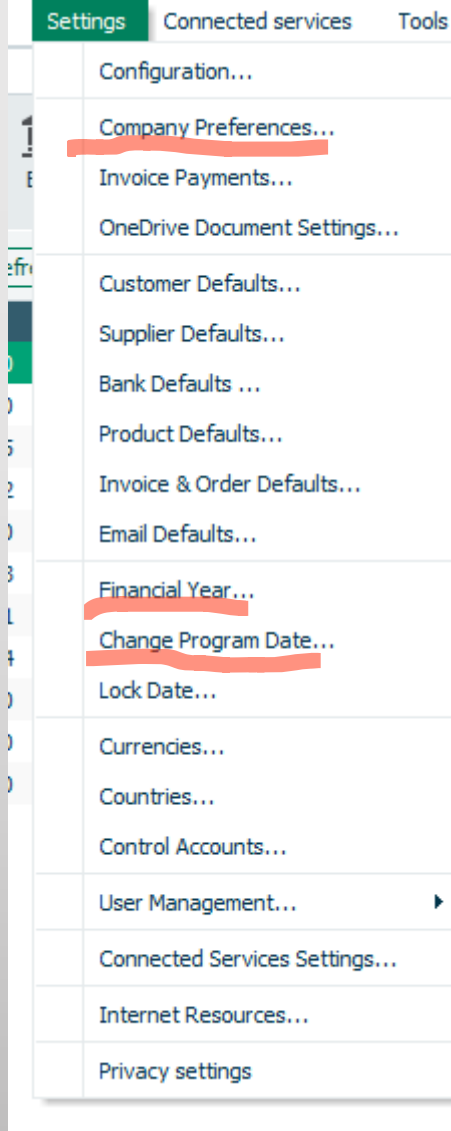 Settings Connected services Tools
Configuration...
Company Preferences...
Invoice Payments...
OneDrive Document Settings...
Customer Defaults...
Supplier Defaults...
Bank Defaults ...
Product Defaults...
Invoice & Order Defaults...
Email Defaults...
Financial Year...
Change Program Date...
Lock Date...
Currencies...
Countries...
Control Accounts...
User Management...
Connected Services Settings...
Internet Resources...
Privacy settings